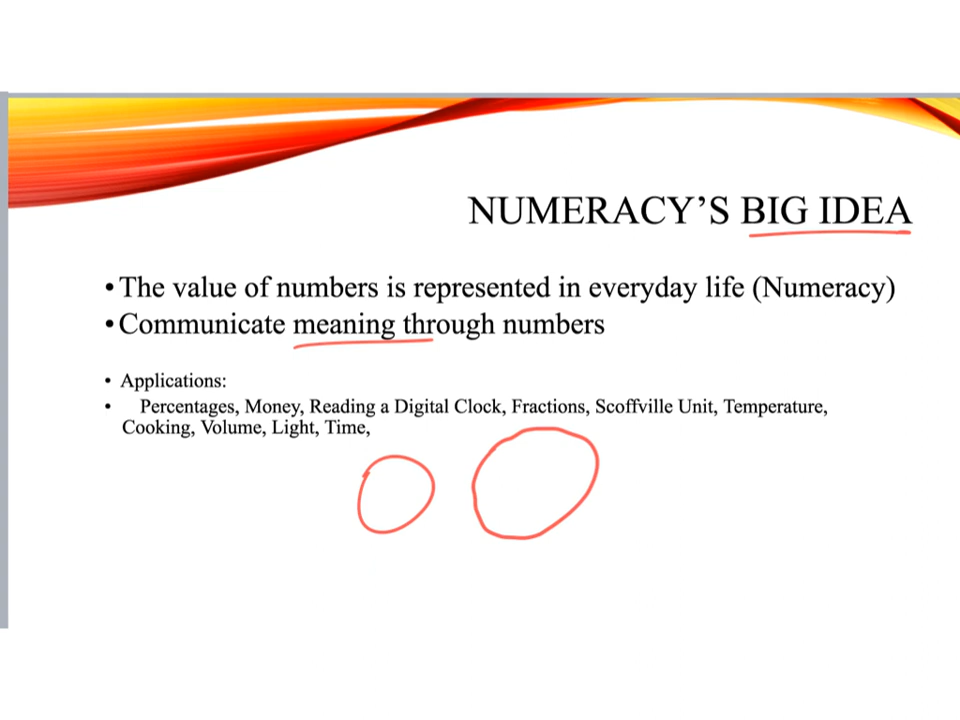 NUMERACY’S BIG IDEA
• The value of numbers is represented in everyday life (Numeracy)
• Communicate meaning through numbers
• Applications:
• Percentages, Money, Reading a Digital Clock, Fractions, Scoffville Unit, Temperature,
Cooking, Volume, Light, Time,